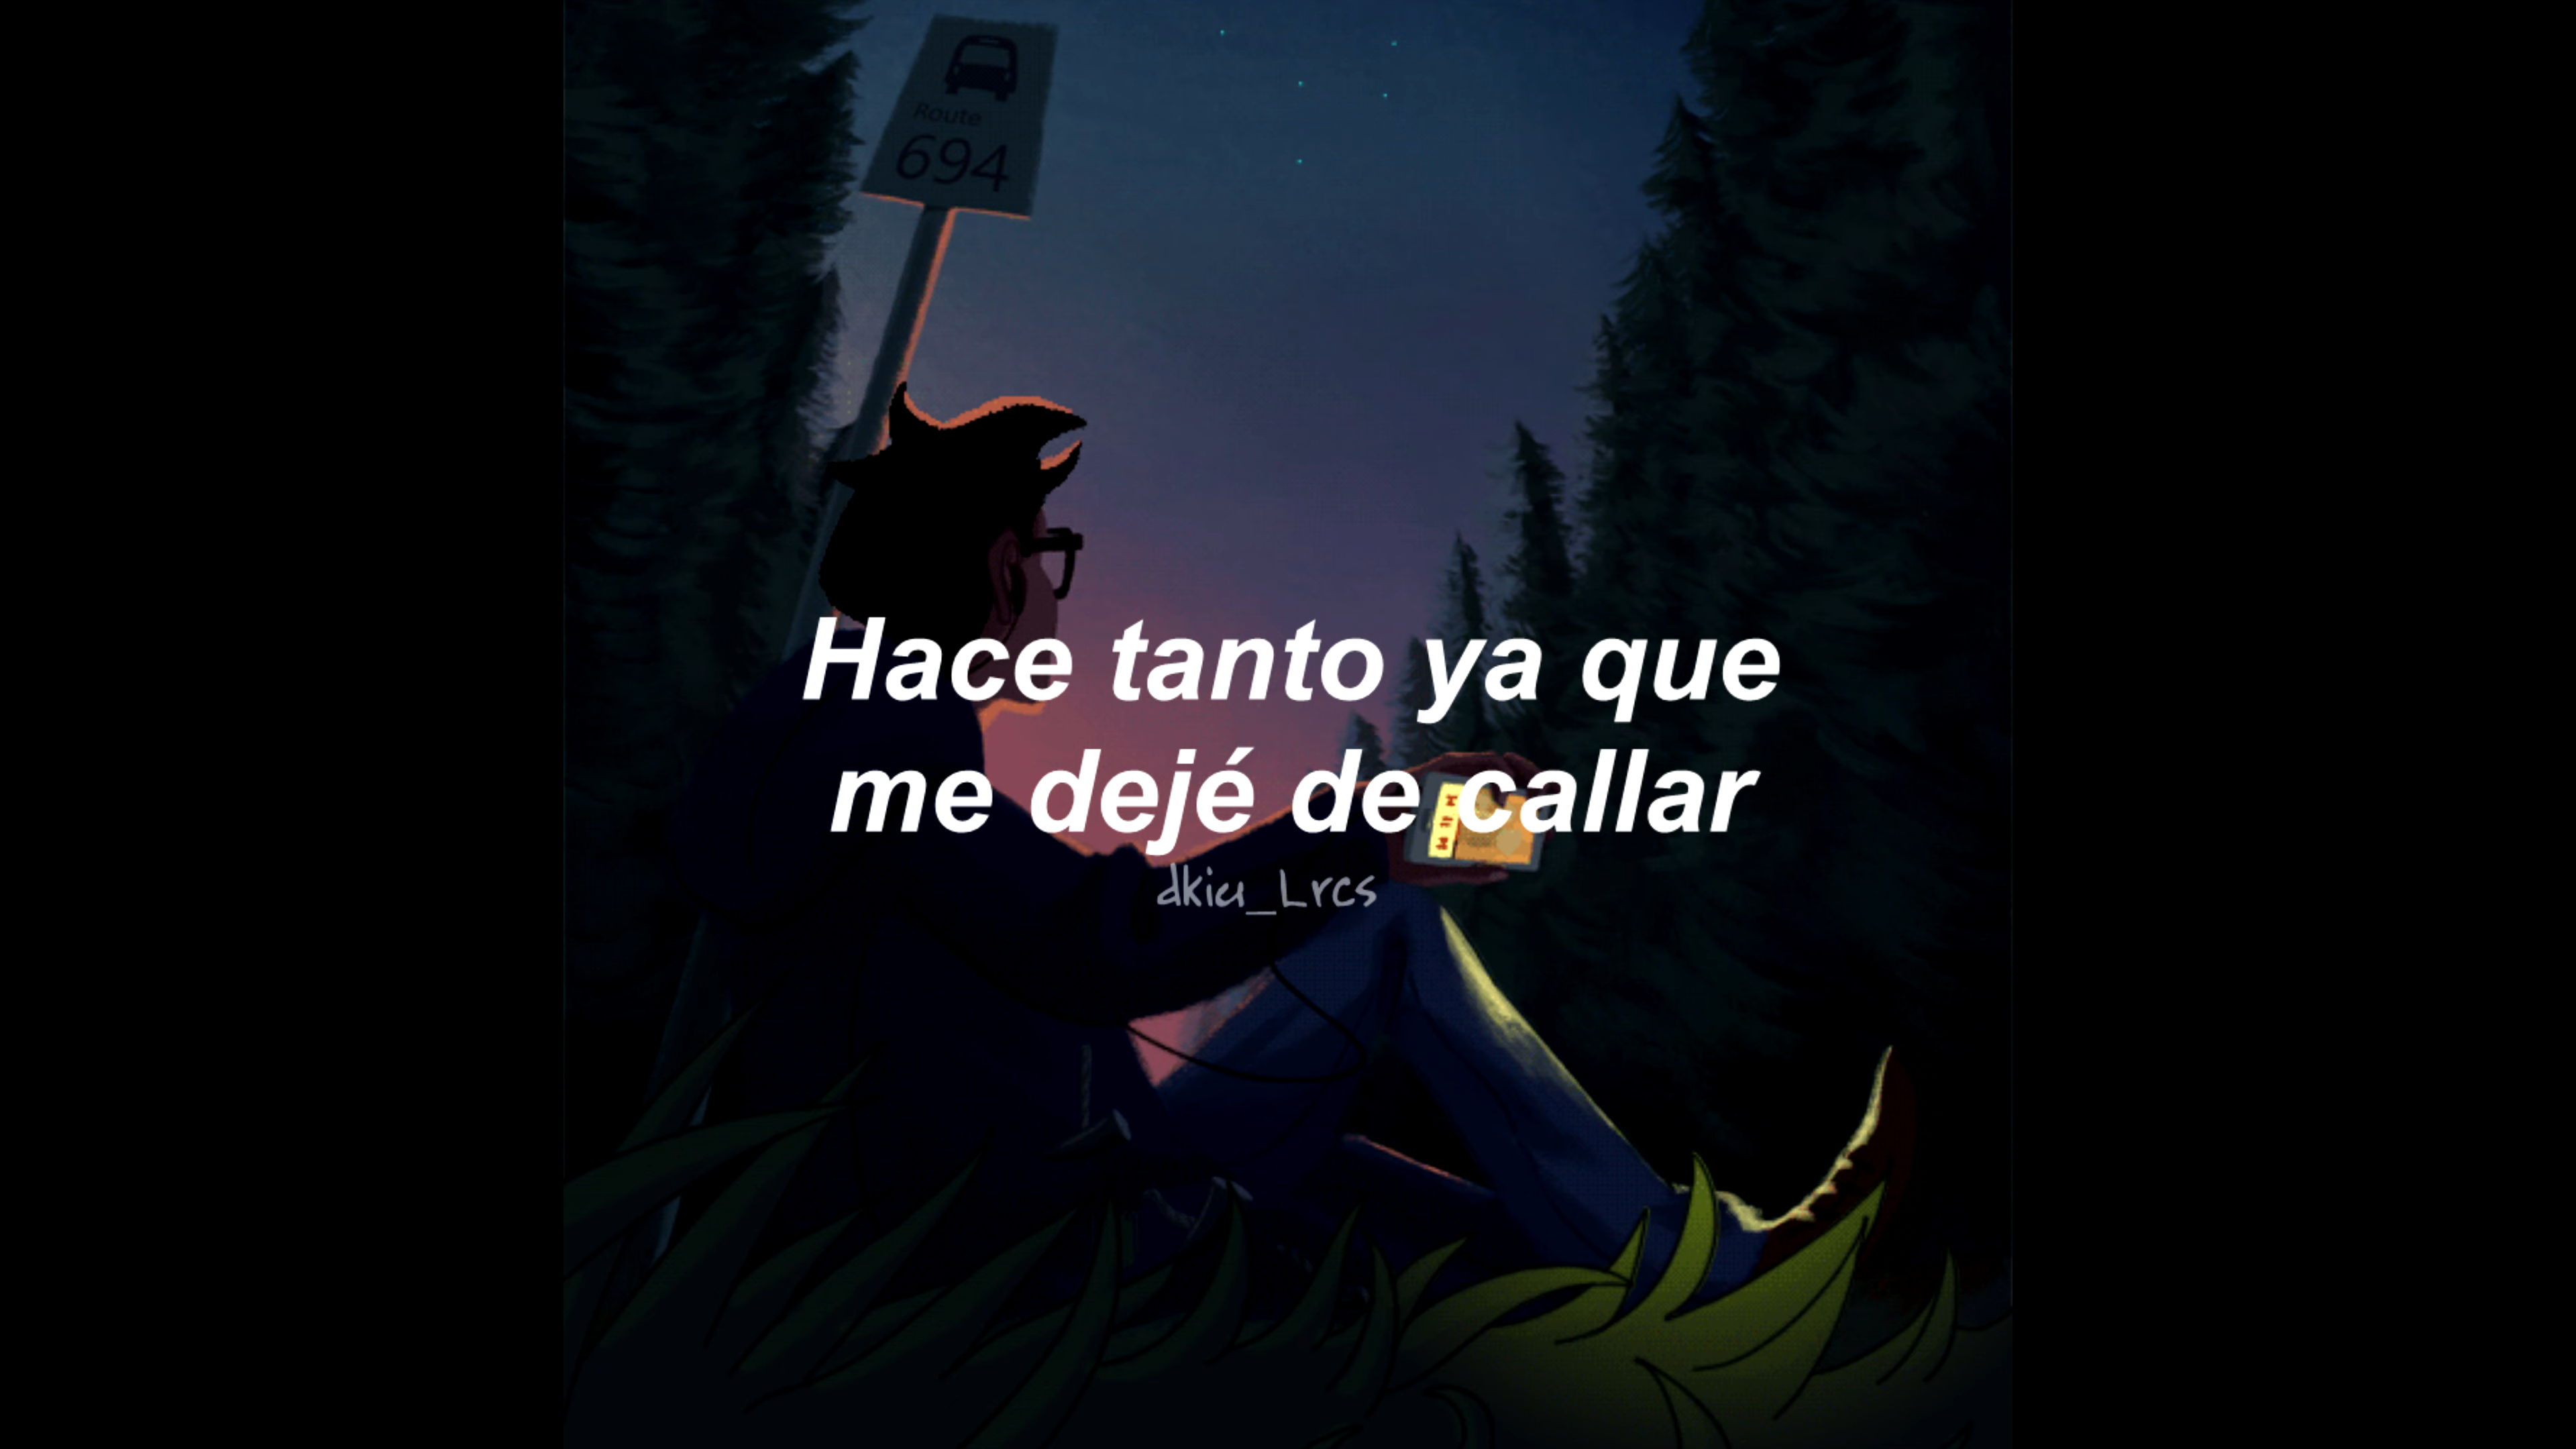 Route
694
Hace tanto ya que
me dejé de callar
dkiu_Lrcs